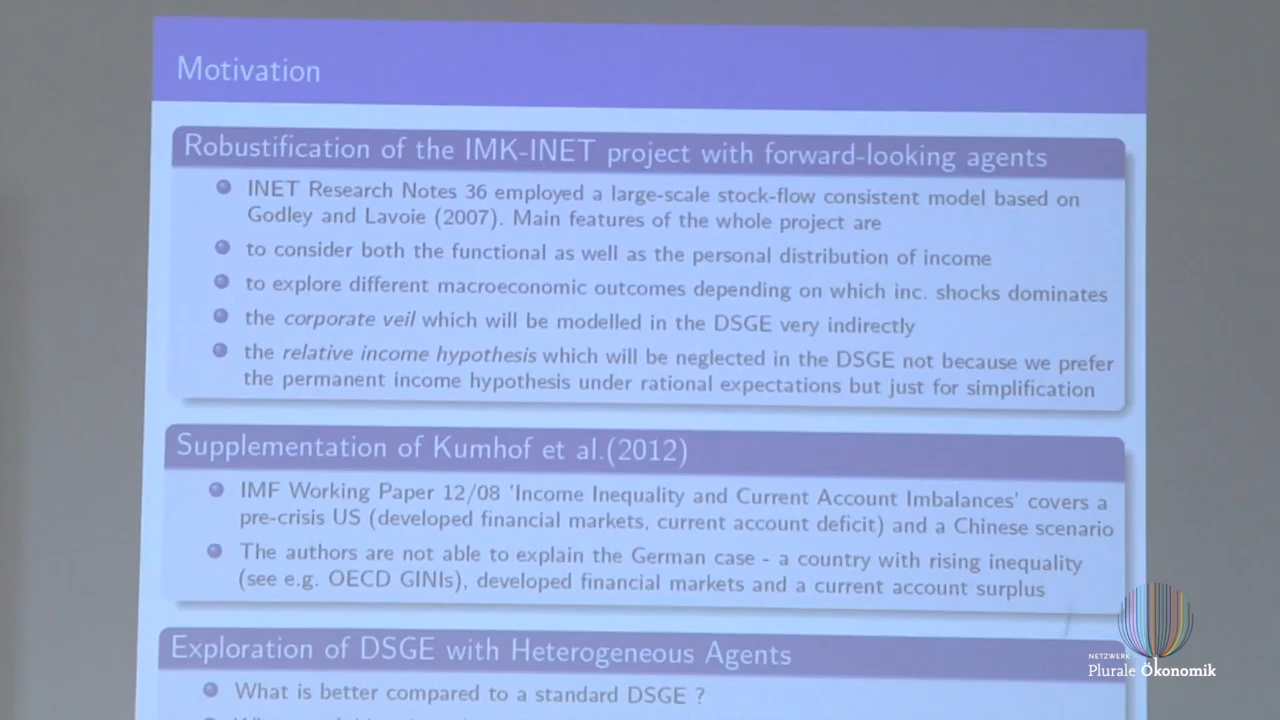 Motivation
Robustification of the IMK-INET project with forward-looking agents
INET Research Notes 36 employed a large-scale stock-flow consistent model based on
Godley and Lavoie (2007). Main features of the whole project are
to consider both the functional as well as the personal distribution of income
to explore different macroeconomic outcomes depending on which inc. shocks dominates
the corporate veil which will be modelled in the DSGE very indirectly
the relative income hypothesis which will be neglected in the DSGE not because we prefer
the permanent income hypothesis under rational expectations but just for simplification
Supplementation of Kumhof et al.(2012)
IMF Working Paper 12/08 'Income Inequality and Current Account Imbalances' covers a
pre-crisis US (developed financial markets, current account deficit) and a Chinese scenario
The authors are not able to explain the German case - a country with rising inequality
(see e.g. OECD GINIs), developed financial markets and a current account surplus
Exploration of DSGE with Heterogeneous Agents
What is better compared to a standard DSGE ?
NETZWERK
Plurale Ökonomik